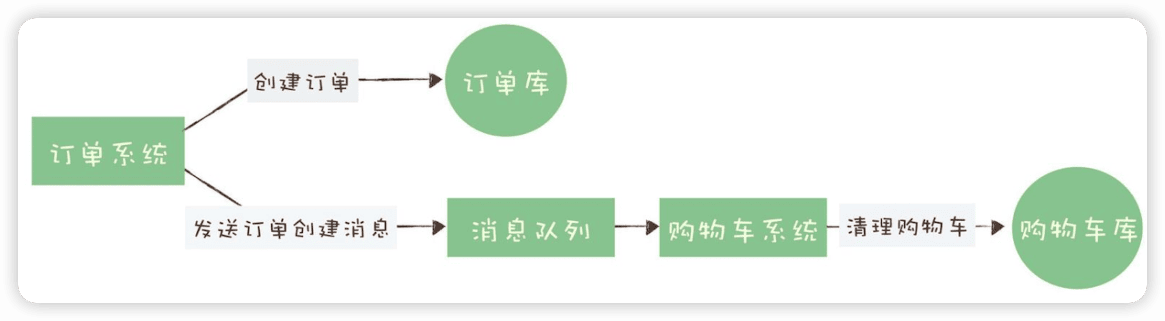 创建订单
订单库
订单系统
发送订单创建消息
消息队列
购物车系统
清理购物车
购物车库